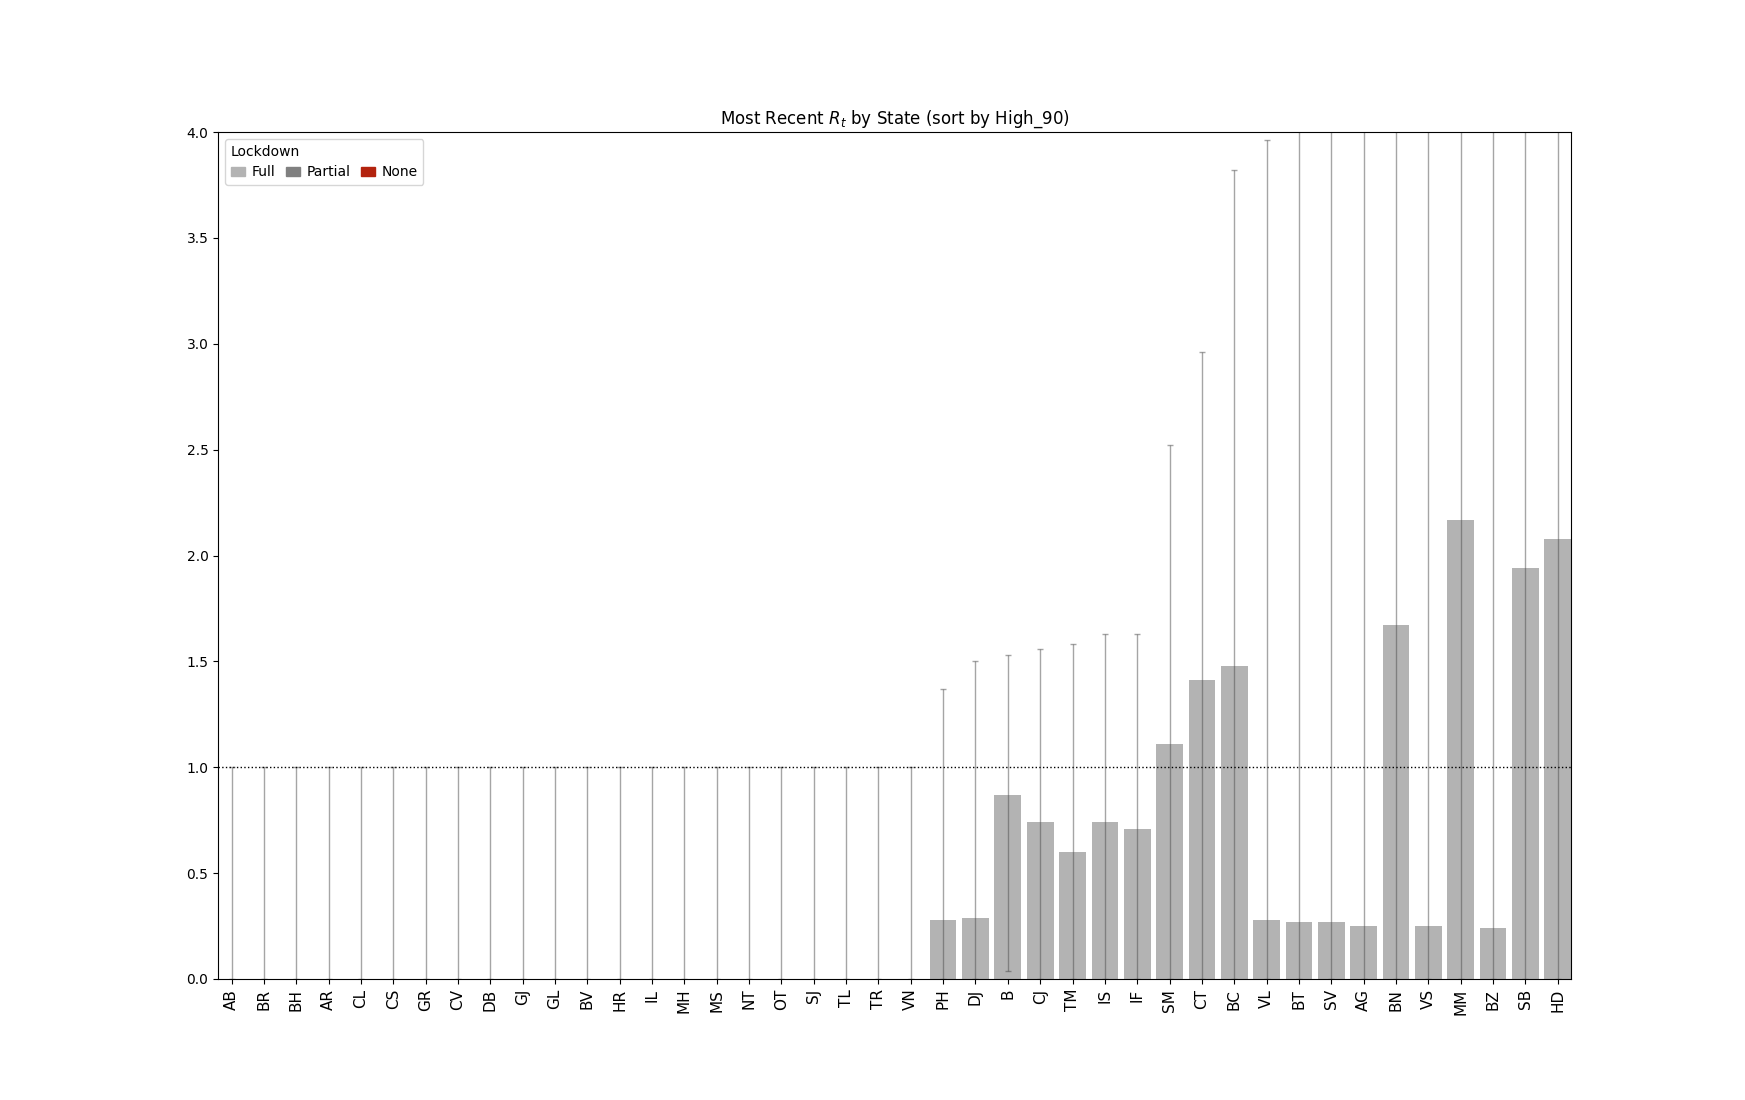 Most Recent Rt by State (sort by High_90)
Lockdown
Full Partial None
4.0
3.5
3.0
2.5
2.0
1.5
1.0
0.5
0.0
AB BR BH AR CL CS GR CV DB GJ GL BV HR IL MH MS NT OT SJ TL TR VN PH DJ B CJ TM IS IF SM CT BC VL BT SV AG BN VS MM BZ SB HD